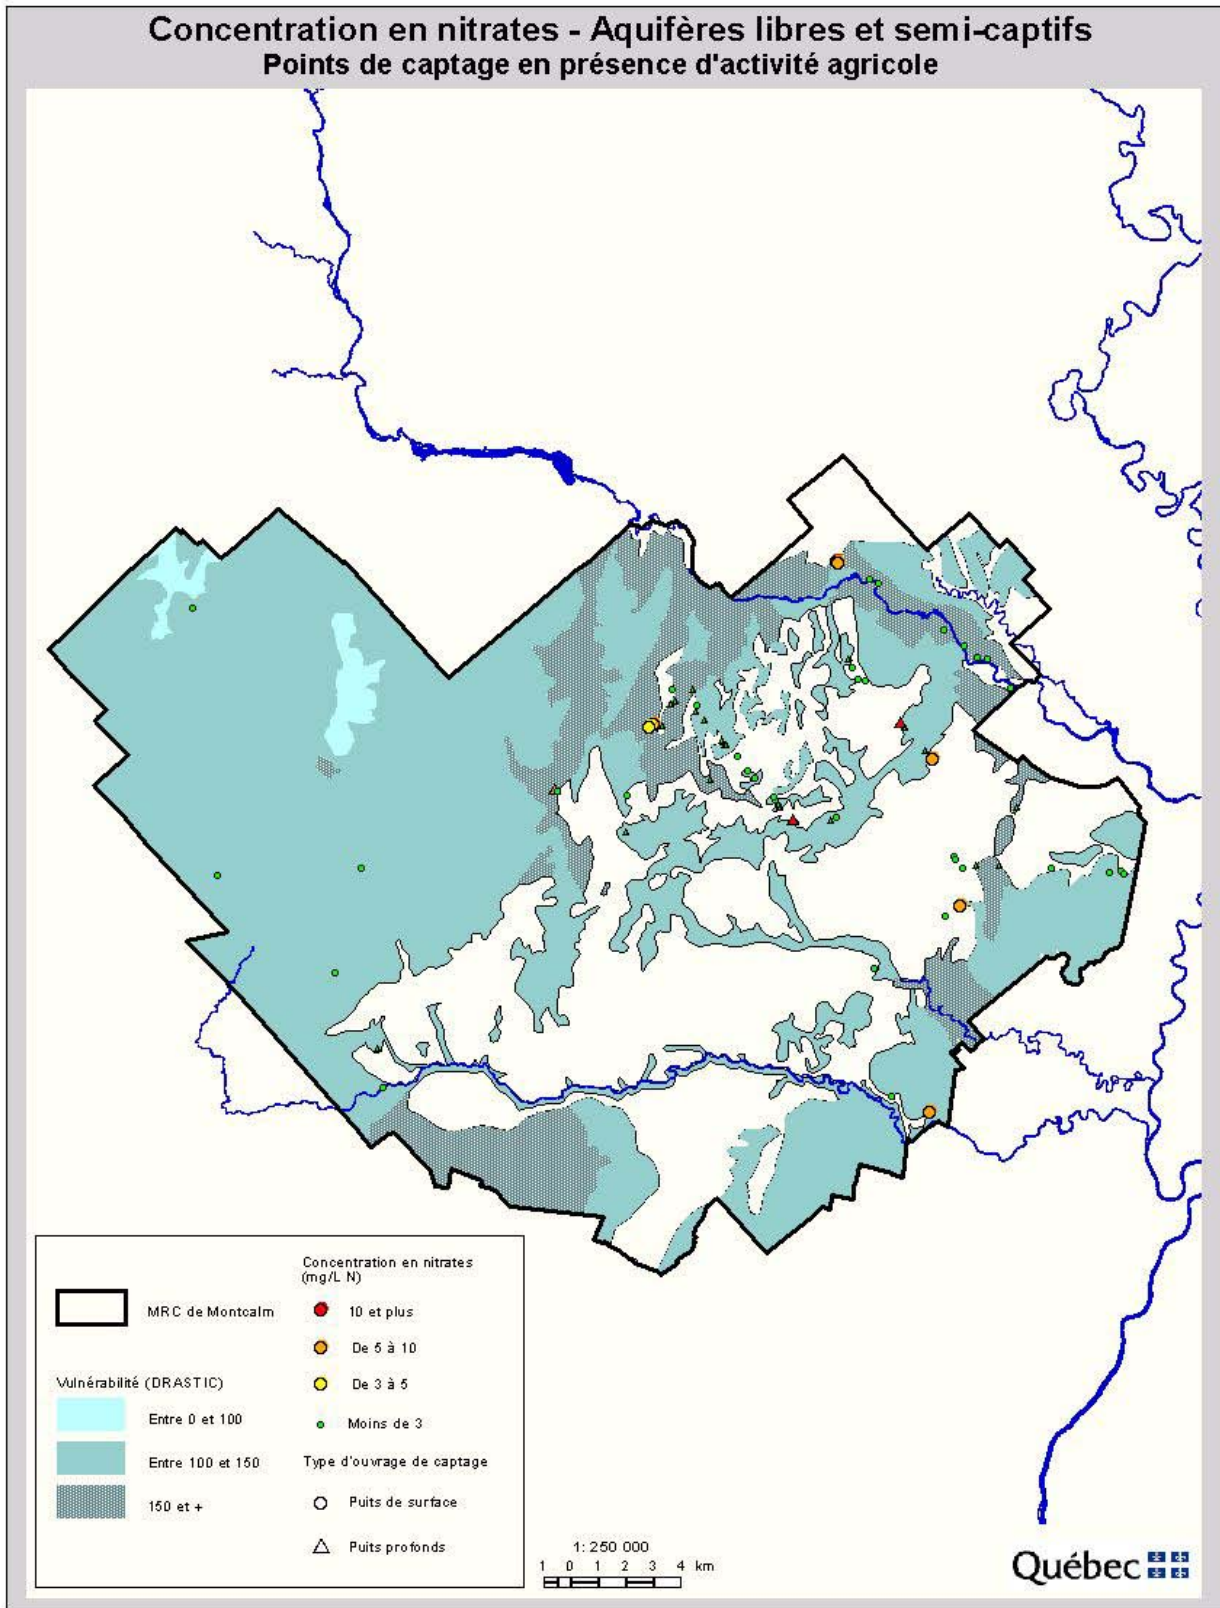 Concentration en nitrates - Aquifères libres et semi-captifs
Points de captage en présence d'activité agricole
MRC de Montcalm
Vulnérabilité (DRASTIC)
Entre 0 et 100
Entre 100 et 150
150 et +
Concentration en nitrates
(mg/L N)
10 et plus
De 5 à 10
De 3 à 5
Moins de 3
Type d'ouvrage de captage
Puits de surface
Puits profonds
1: 250 000
1 0 1 2 3 4 km
Québec